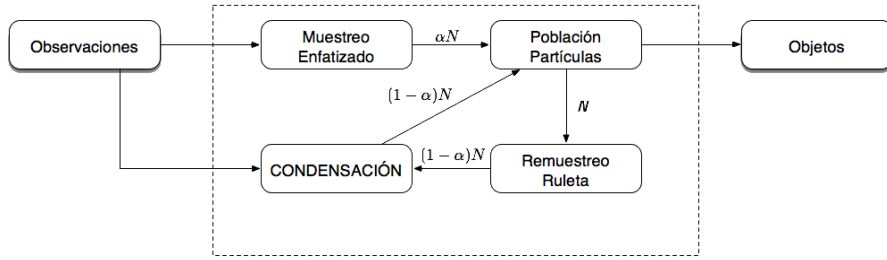 Observaciones
Muestreo
Enfatizado
αN
Población
Partículas
Objetos
(1 − α)N
N
CONDENSACIÓN
(1 − α)N
Remuestreo
Ruleta